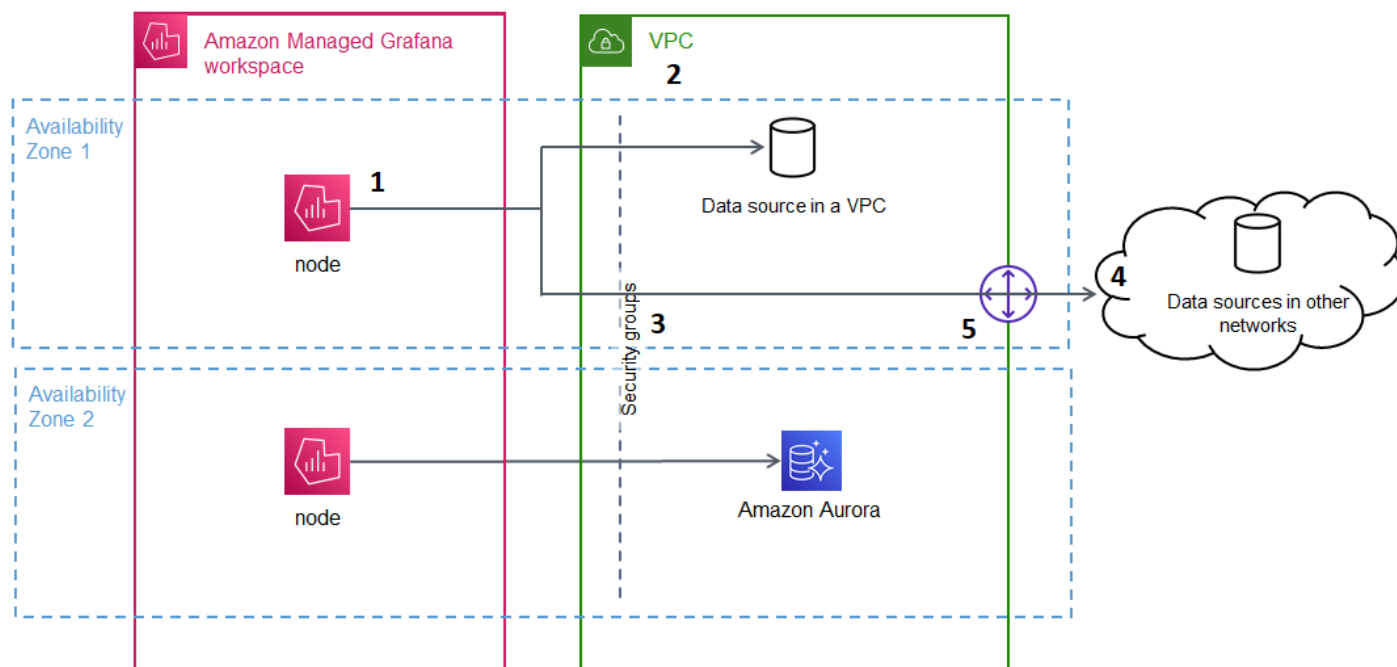 Amazon Managed Grafana
workspace
VPC
2
Availability
Zone 1
1
node
Data source in a VPC
Security groups
3
5
4
Data sources in other
networks
Availability
Zone 2
node
Amazon Aurora